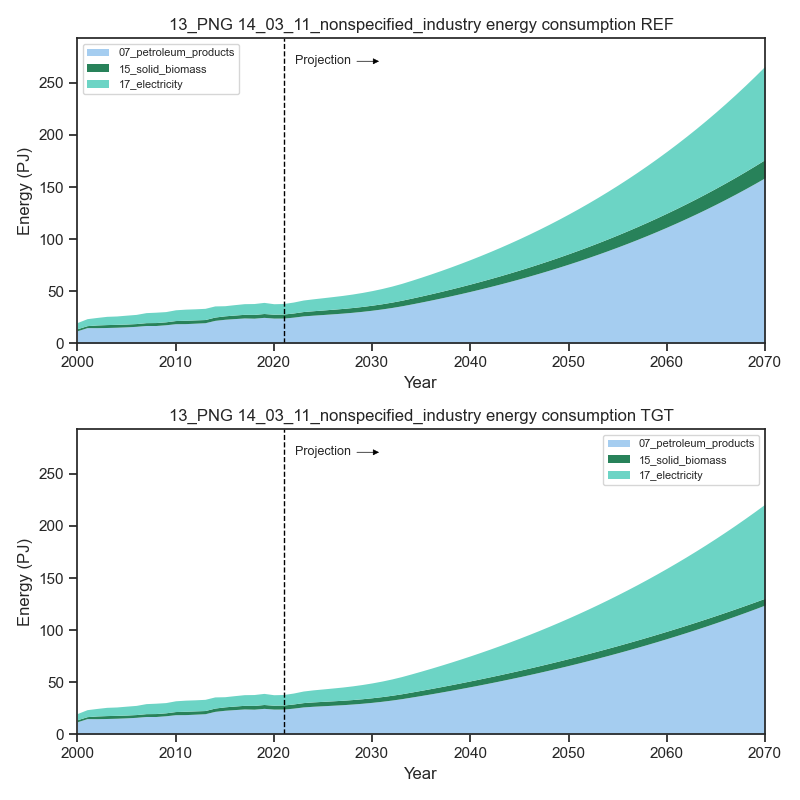 13_PNG 14_03_11_nonspecified_industry energy consumption REF
07_petroleum_products
15_solid_biomass
17_electricity
Projection
Energy (PJ)
250
200
150
100
50
0
2000 2010 2020 2030 2040 2050 2060 2070
Year
13_PNG 14_03_11_nonspecified_industry energy consumption TGT
Projection
07_petroleum_products
15_solid_biomass
17_electricity
Energy (PJ)
250
200
150
100
50
0
2000 2010 2020 2030 2040 2050 2060 2070
Year